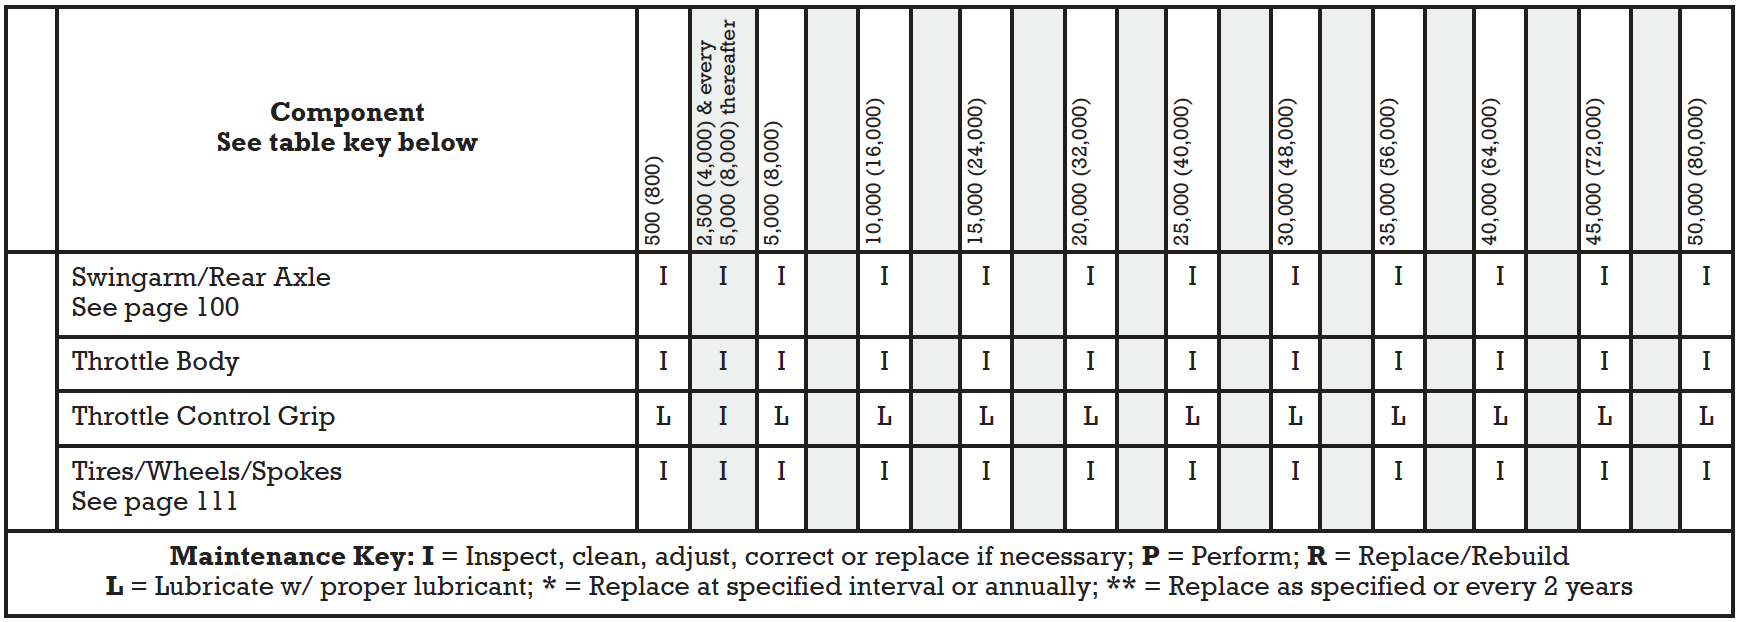 Component
See table key below
500 (800)
2,500 (4,000) & every
5,000 (8,000) thereafter
5,000 (8,000)
10,000 (16,000)
15,000 (24,000)
20,000 (32,000)
25,000 (40,000)
30,000 (48,000)
35,000 (56,000)
40,000 (64,000)
45,000 (72,000)
50,000 (80,000)
Swingarm/Rear Axle I I I I I I I I I I I I
See page 100
Throttle Body I I I I I I I I I I I I
Throttle Control Grip L I L L L L L L L L L L
Tires/Wheels/Spokes I I I I I I I I I I I I
See page 111
Maintenance Key: I = Inspect, clean, adjust, correct or replace if necessary; P = Perform; R = Replace/Rebuild
L = Lubricate w/ proper lubricant; * = Replace at specified interval or annually; ** = Replace as specified or every 2 years